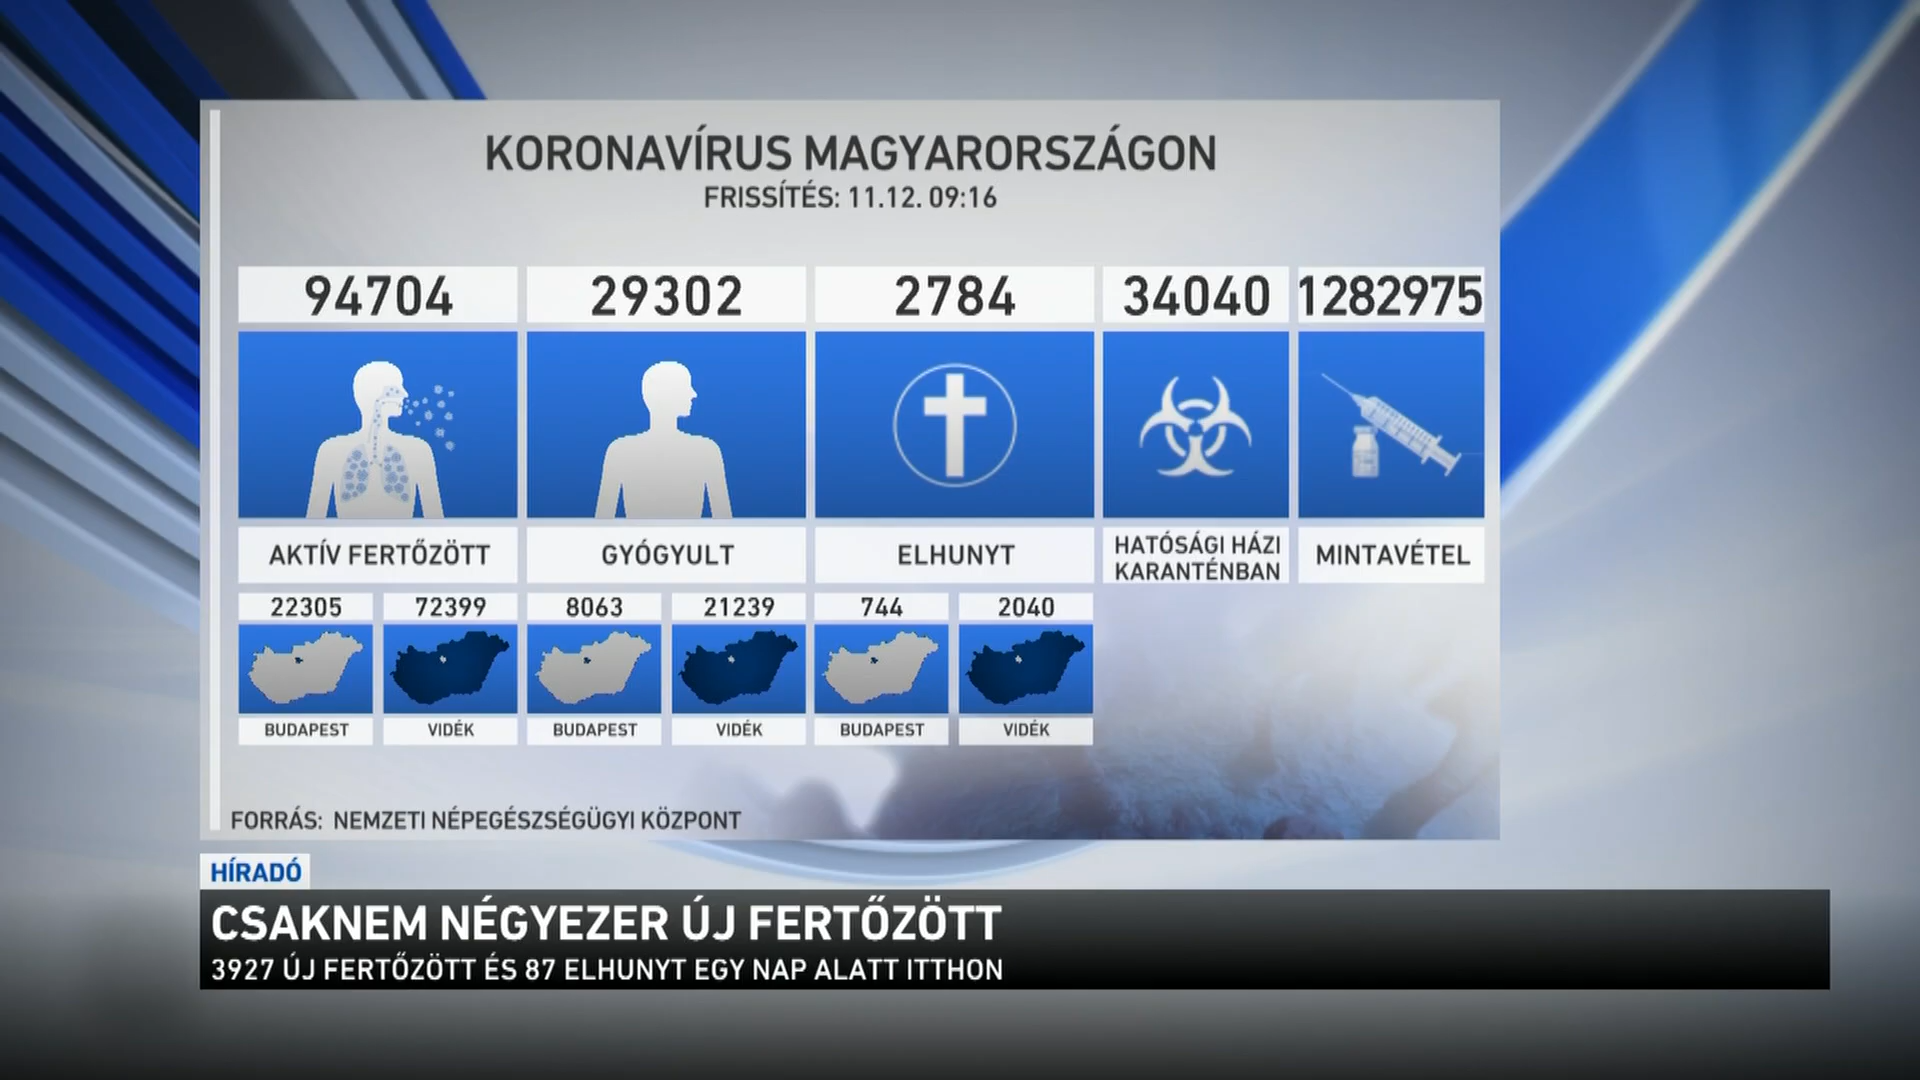 KORONAVÍRUS MAGYARORSZÁGON
FRISSÍTÉS: 11.12. 09:16
94704
29302
2784
34040
1282975
AKTÍV FERTŐZÖTT
GYÓGYULT
ELHUNYT
HATÓSÁGI HÁZI
KARANTÉNBAN
MINTAVÉTEL
22305
72399
8063
21239
744
2040
BUDAPEST
VIDÉK
BUDAPEST
VIDÉK
BUDAPEST
VIDÉK
FORRÁS: NEMZETI NÉPEGÉSZSÉGÜGYI KÖZPONT
HÍRADÓ
CSAKNEM NÉGYEZER ÚJ FERTŐZÖTT
3927 ÚJ FERTŐZÖTT ÉS 87 ELHUNYT EGY NAP ALATT ITTHON